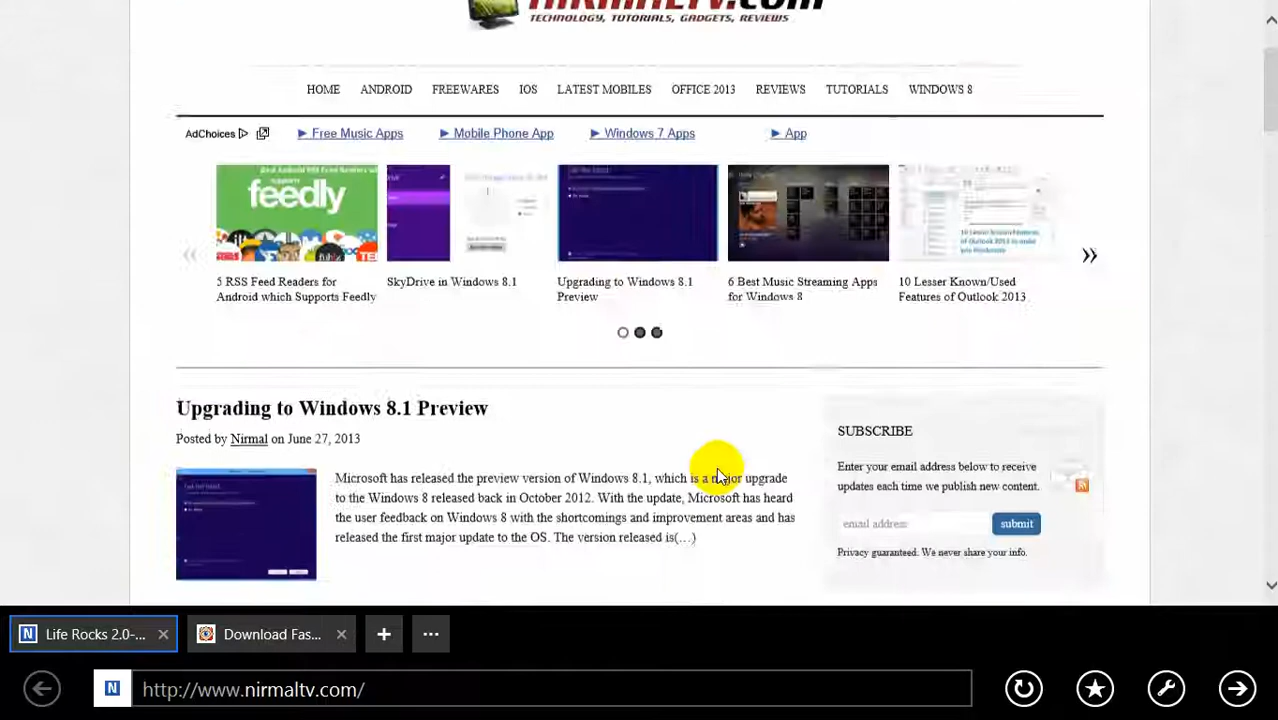 TECHNOLOGY, TUTORIALS, GADGETS, REVIEWS
HOME ANDROID FREEWARES IOS LATEST MOBILES OFFICE 2013 REVIEWS TUTORIALS WINDOWS 8
AdChoices Free Music Apps Mobile Phone App Windows 7 Apps App
feedly
5 RSS Feed Readers for
Android which Supports Feedly
SkyDrive in Windows 8.1
Upgrading to Windows 8.1
Preview
6 Best Music Streaming Apps
for Windows 8
10 Lesser Known/Used
Features of Outlook 2013
Upgrading to Windows 8.1 Preview
Posted by Nirmal on June 27, 2013
Microsoft has released the preview version of Windows 8.1, which is a major upgrade
to the Windows 8 released back in October 2012. With the update, Microsoft has heard
the user feedback on Windows 8 with the shortcomings and improvement areas and has
released the first major update to the OS. The version released is(…)
SUBSCRIBE
Enter your email address below to receive
updates each time we publish new content.
email address
submit
Privacy guaranteed. We never share your info.
N Life Rocks 2.0-... Download Fas...
N http://www.nirmaltv.com/